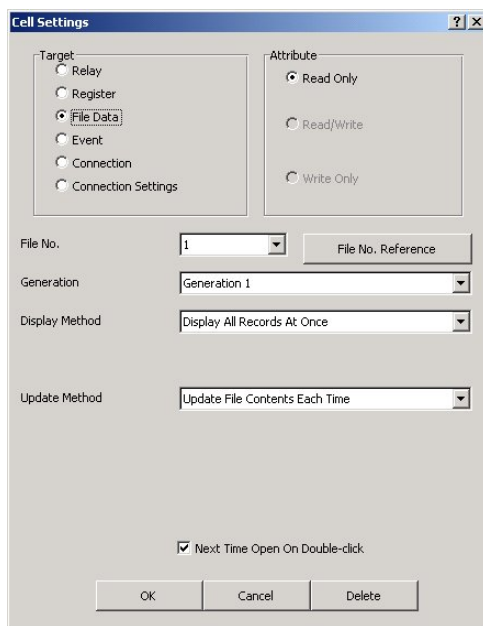 Cell Settings
Target
Relay
Register
File Data
Event
Connection
Connection Settings
Attribute
Read Only
Read/Write
Write Only
File No.
1
File No. Reference
Generation
Generation 1
Display Method
Display All Records At Once
Update Method
Update File Contents Each Time
Next Time Open On Double-click
OK
Cancel
Delete